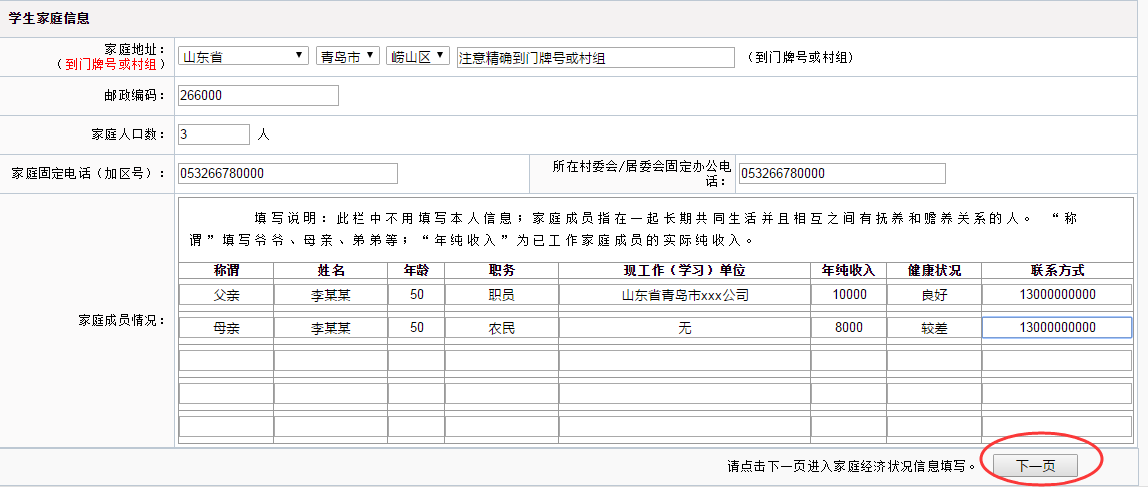 学生家庭信息
家庭地址：
（到门牌号或村组）
山东省 青岛市 崂山区 注意精确到门牌号或村组 （到门牌号或村组）
邮政编码： 266000
家庭人口数： 3 人
家庭固定电话（加区号）： 053266780000 所在村委会/居委会固定办公电
话： 053266780000
家庭成员情况：
填写说明：此栏中不用填写本人信息；家庭成员指在一起长期共同生活并且相互之间有抚养和赡养关系的人。 “称
谓”填写爷爷、母亲、弟弟等；“年纯收入”为已工作家庭成员的实际纯收入。
称谓 姓名 年龄 职务 现工作（学习）单位 年纯收入 健康状况 联系方式
父亲 李某某 50 职员 山东省青岛市xxx公司 10000 良好 13000000000
母亲 李某某 50 农民 无 8000 较差 13000000000
请点击下一页进入家庭经济状况信息填写。 下一页